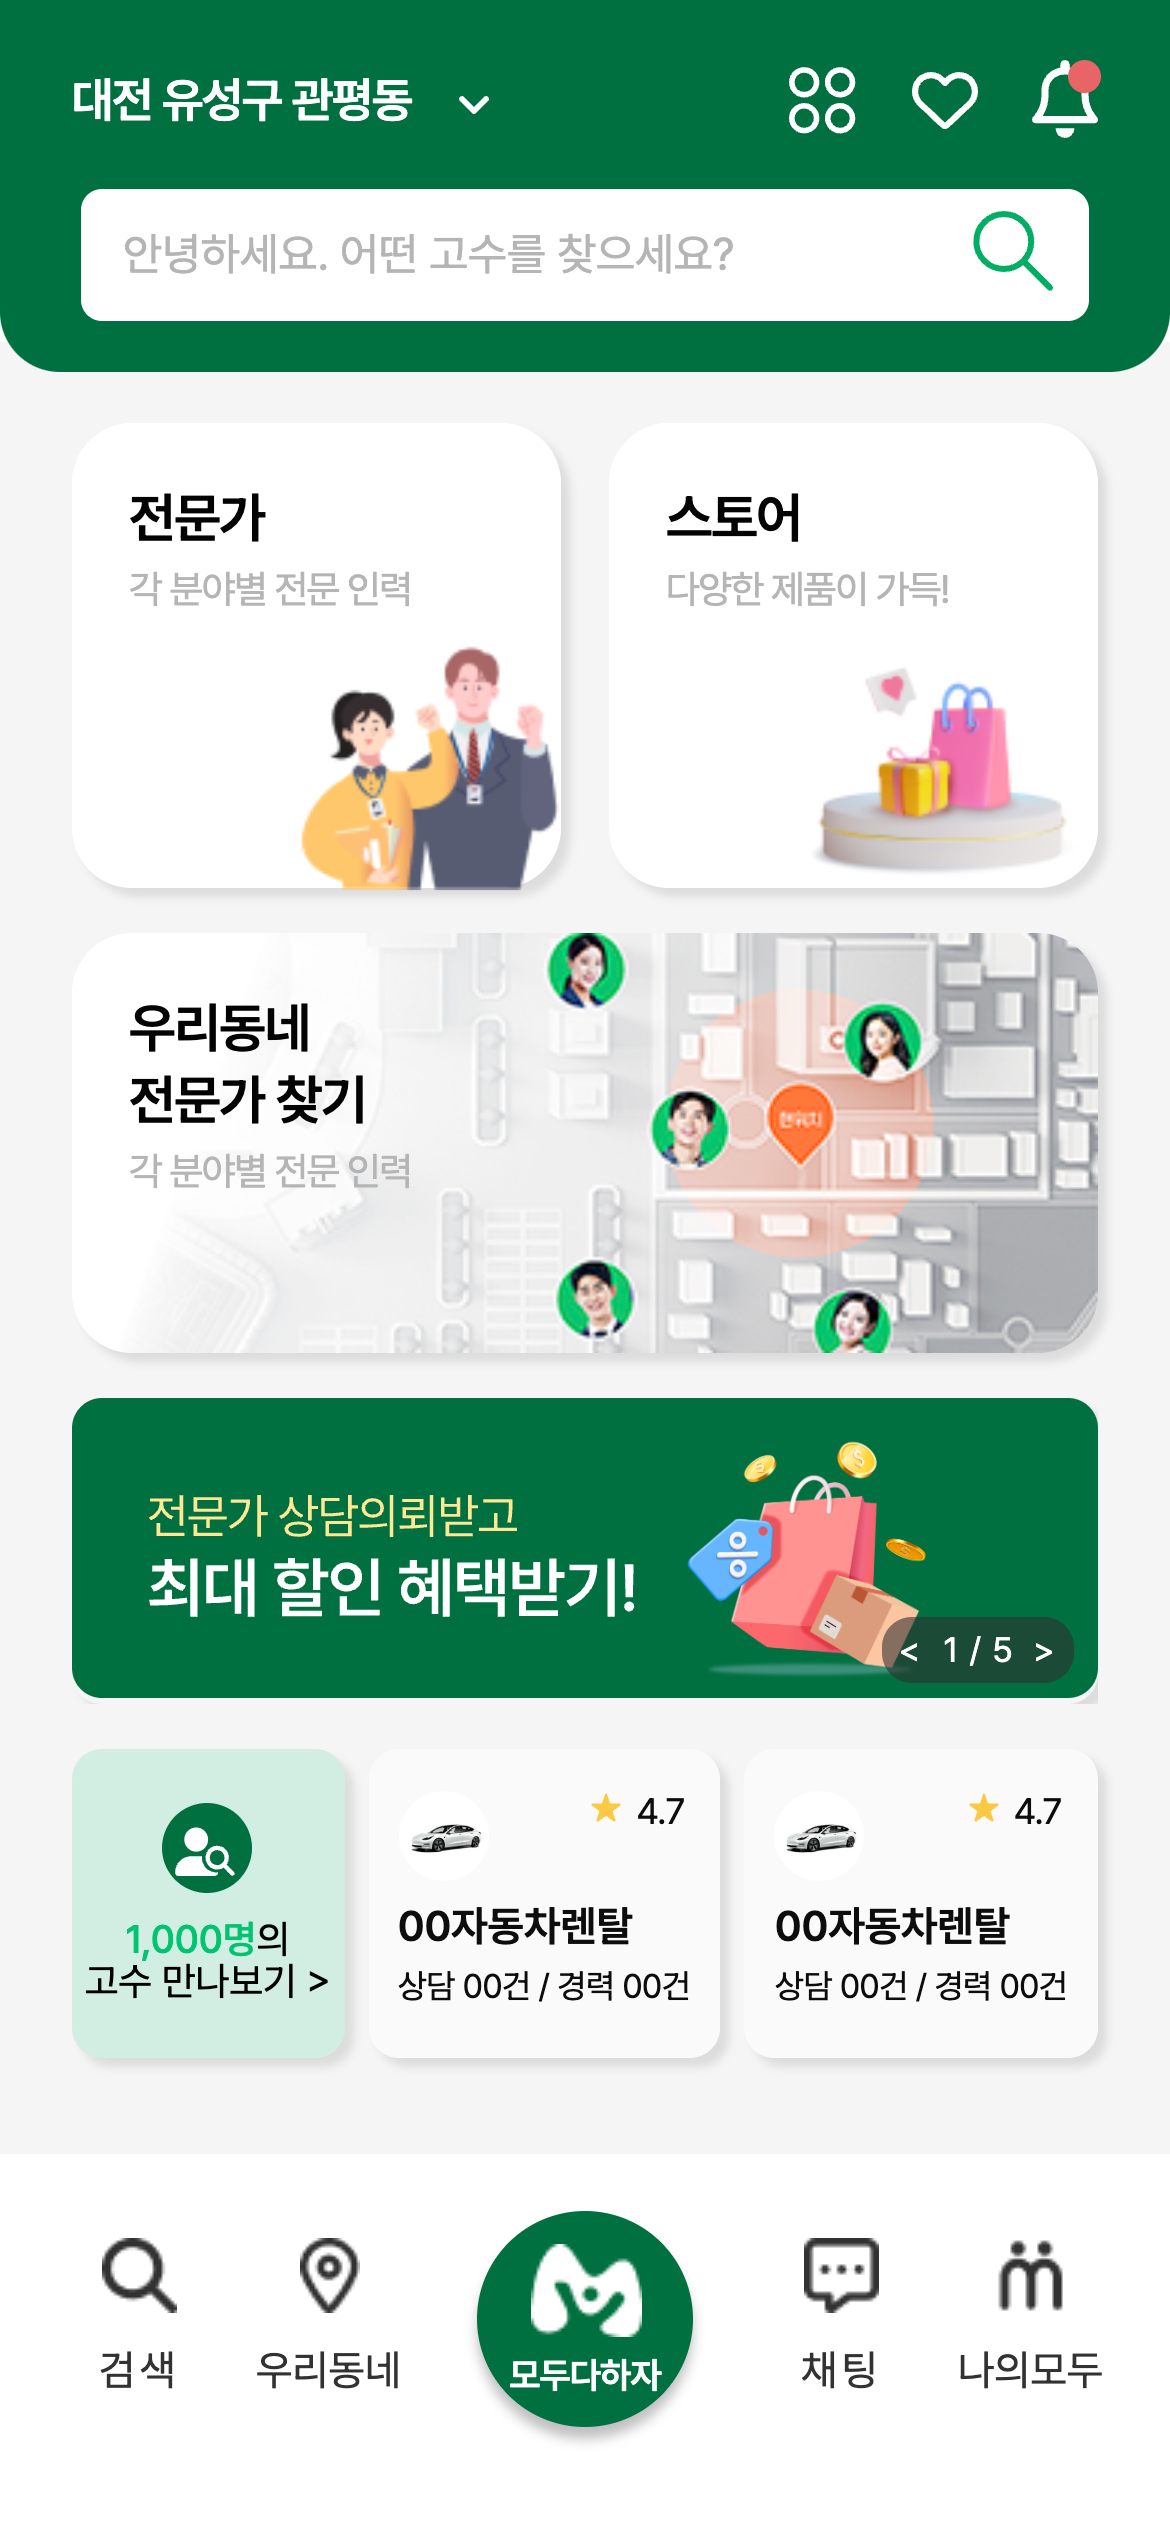 대전 유성구 관평동
안녕하세요. 어떤 고수를 찾으세요?
전문가
각 분야별 전문 인력
스토어
다양한 제품이 가득!
우리동네
전문가 찾기
각 분야별 전문 인력
현위치
전문가 상담의뢰받고
최대 할인 혜택받기!
< 1 / 5 >
1,000명의
고수 만나보기 >
4.7
00자동차렌탈
상담 00건 / 경력 00건
4.7
00자동차렌탈
상담 00건 / 경력 00건
검색
우리동네
모두다하자
채팅
나의모두